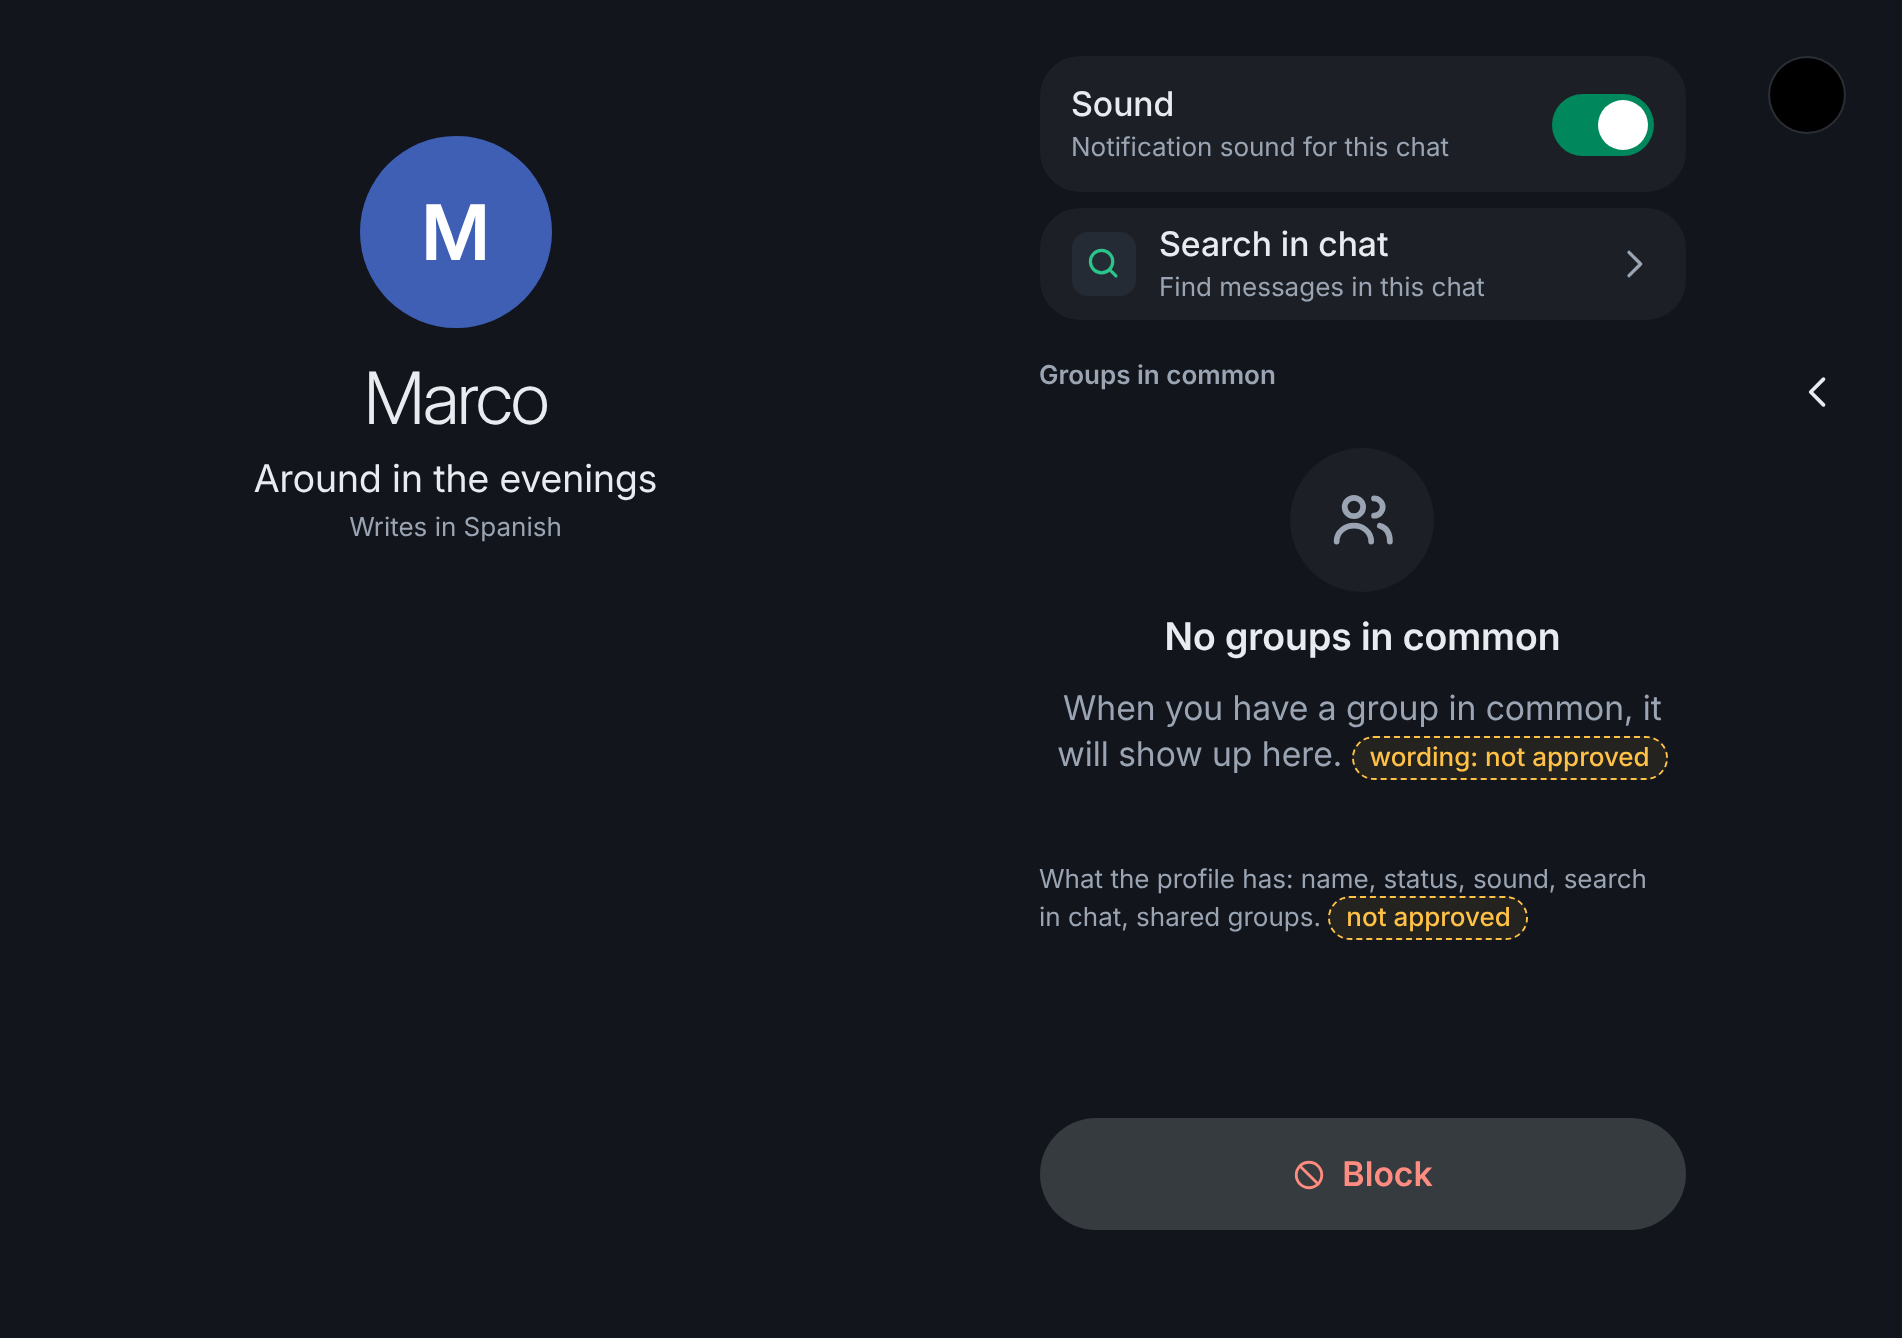 M
Marco
Around in the evenings
Writes in Spanish
Sound
Notification sound for this chat
Search in chat
Find messages in this chat
Groups in common
No groups in common
When you have a group in common, it
will show up here. wording: not approved
What the profile has: name, status, sound, search
in chat, shared groups. not approved
Block